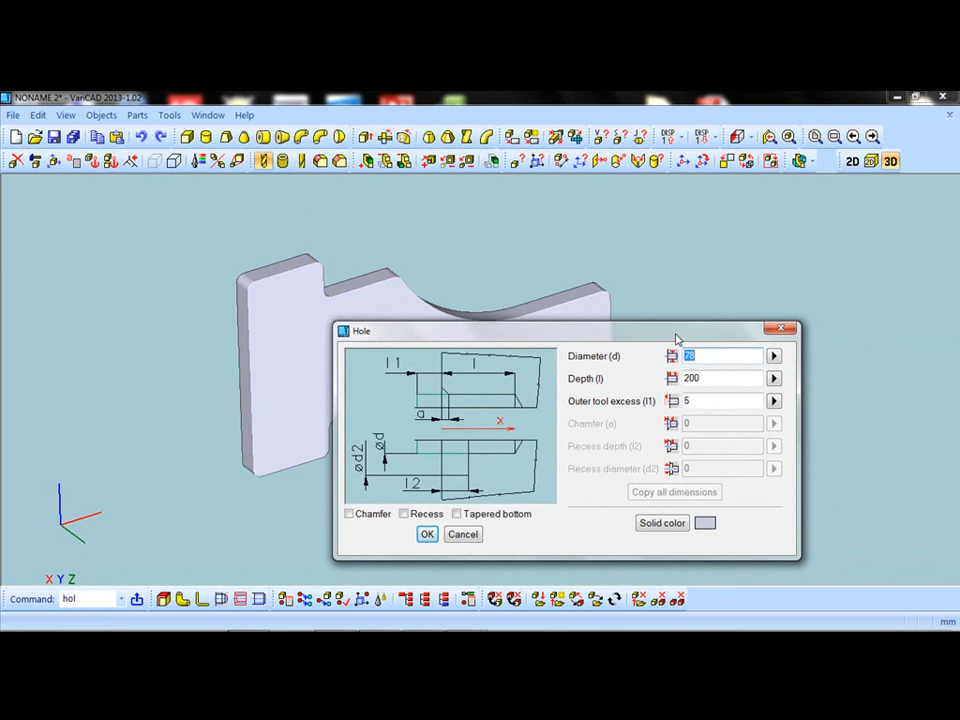 NONAME 2* - VariCAD 2013-1.02
File Edit View Objects Parts Tools Window Help
V? P? J? DISP DISP
2D 3D
Hole
l1 l
a x
ød
ød2
l2
Diameter (d) 78
Depth (l) 200
Outer tool excess (l1) 5
Chamfer (a) 0
Recess depth (l2) 0
Recess diameter (d2) 0
Copy all dimensions
Solid color
Chamfer Recess Tapered bottom
OK Cancel
X Y Z
Command: hol
mm